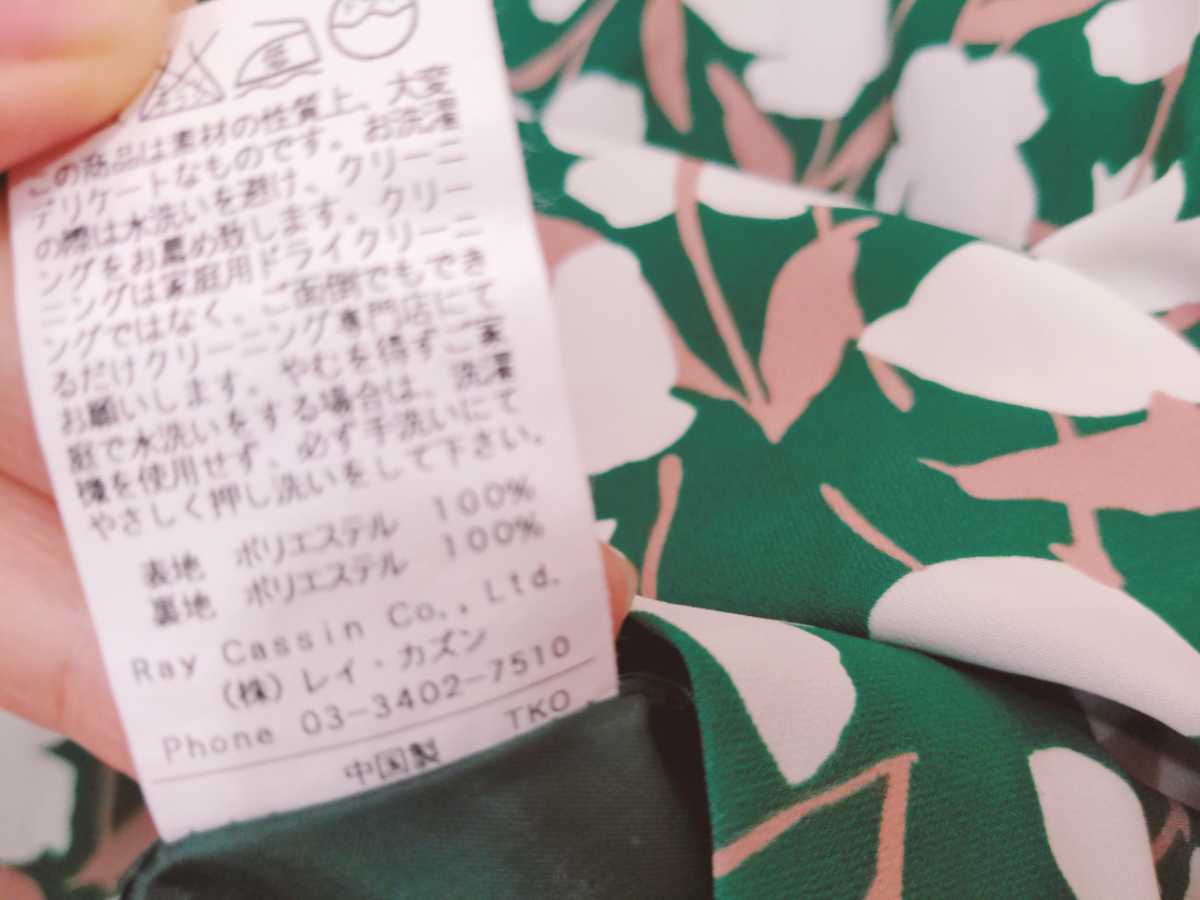 この商品は素材の性質上、大変
デリケートなものです。お洗濯
の際は水洗いを避け、クリーニ
ングをお薦め致します。クリー
ニングは家庭用ドライクリーニ
ングではなく、ご面倒でもでき
るだけクリーニング専門店にて
お願いします。やむを得ずご家
庭で水洗いをする場合は、洗濯
機を使用せず、必ず手洗いにて
やさしく押し洗いをして下さい。
表地 ポリエステル 100%
裏地 ポリエステル 100%
Ray Cassin Co., Ltd.
(株)レイ・カズン
Phone 03-3402-7510
TKO
中国製